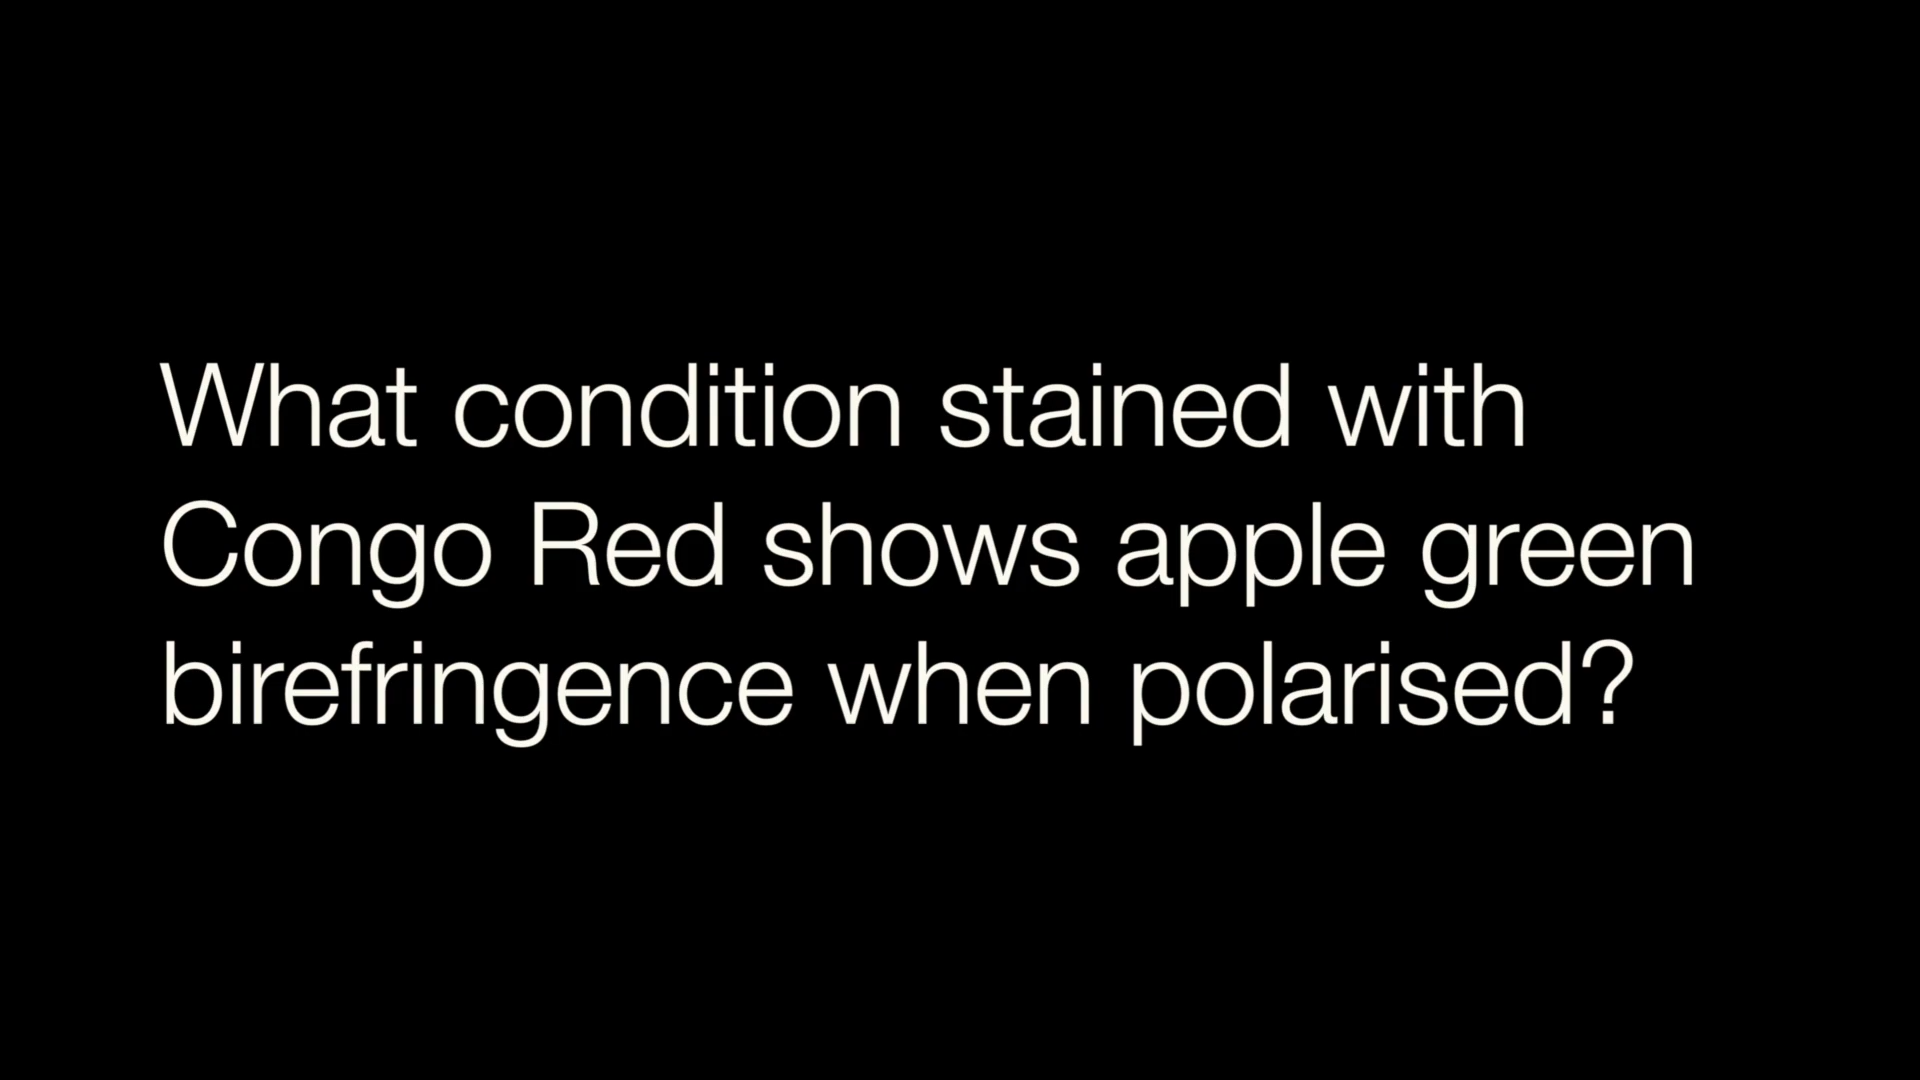 What condition stained with
Congo Red shows apple green
birefringence when polarised?